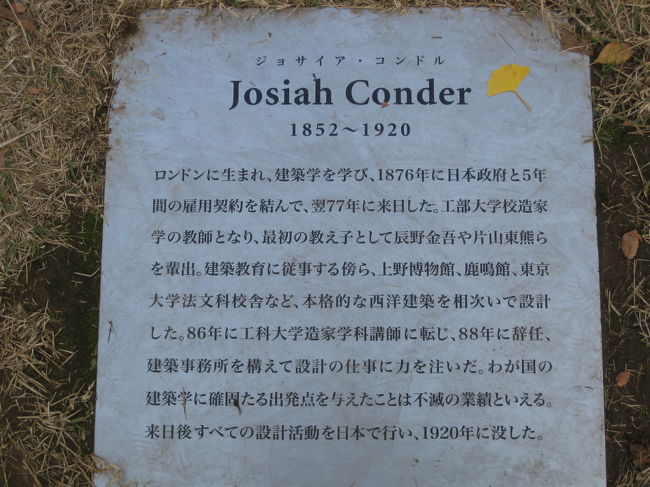 ジョサイア・コンドル
Josiah Conder
1852〜1920
ロンドンに生まれ、建築学を学び、1876年に日本政府と5年
間の雇用契約を結んで、翌77年に来日した。工部大学校造家
学の教師となり、最初の教え子として辰野金吾や片山東熊ら
を輩出。建築教育に従事する傍ら、上野博物館、鹿鳴館、東京
大学法文科校舎など、本格的な西洋建築を相次いで設計
した。86年に工科大学造家学科講師に転じ、88年に辞任、
建築事務所を構えて設計の仕事に力を注いだ。わが国の
建築学に確固たる出発点を与えたことは不滅の業績といえる。
来日後すべての設計活動を日本で行い、1920年に没した。